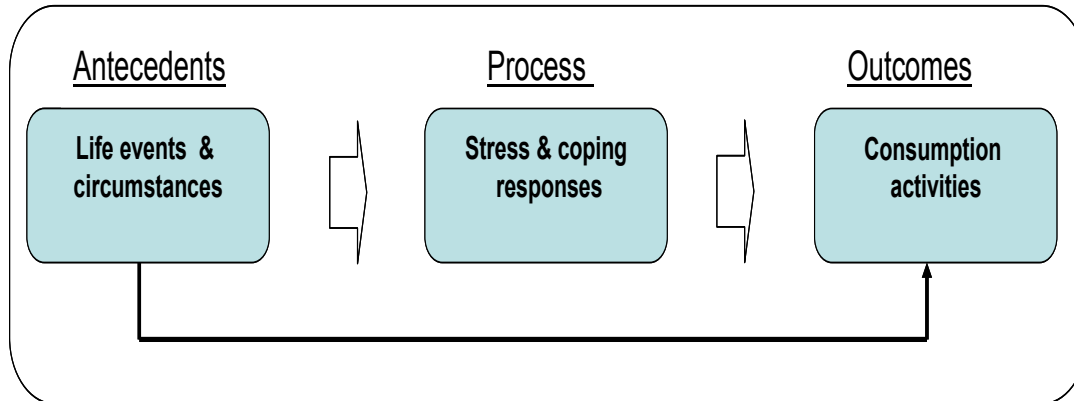 Antecedents
Process
Outcomes
Life events &
circumstances
Stress & coping
responses
Consumption
activities